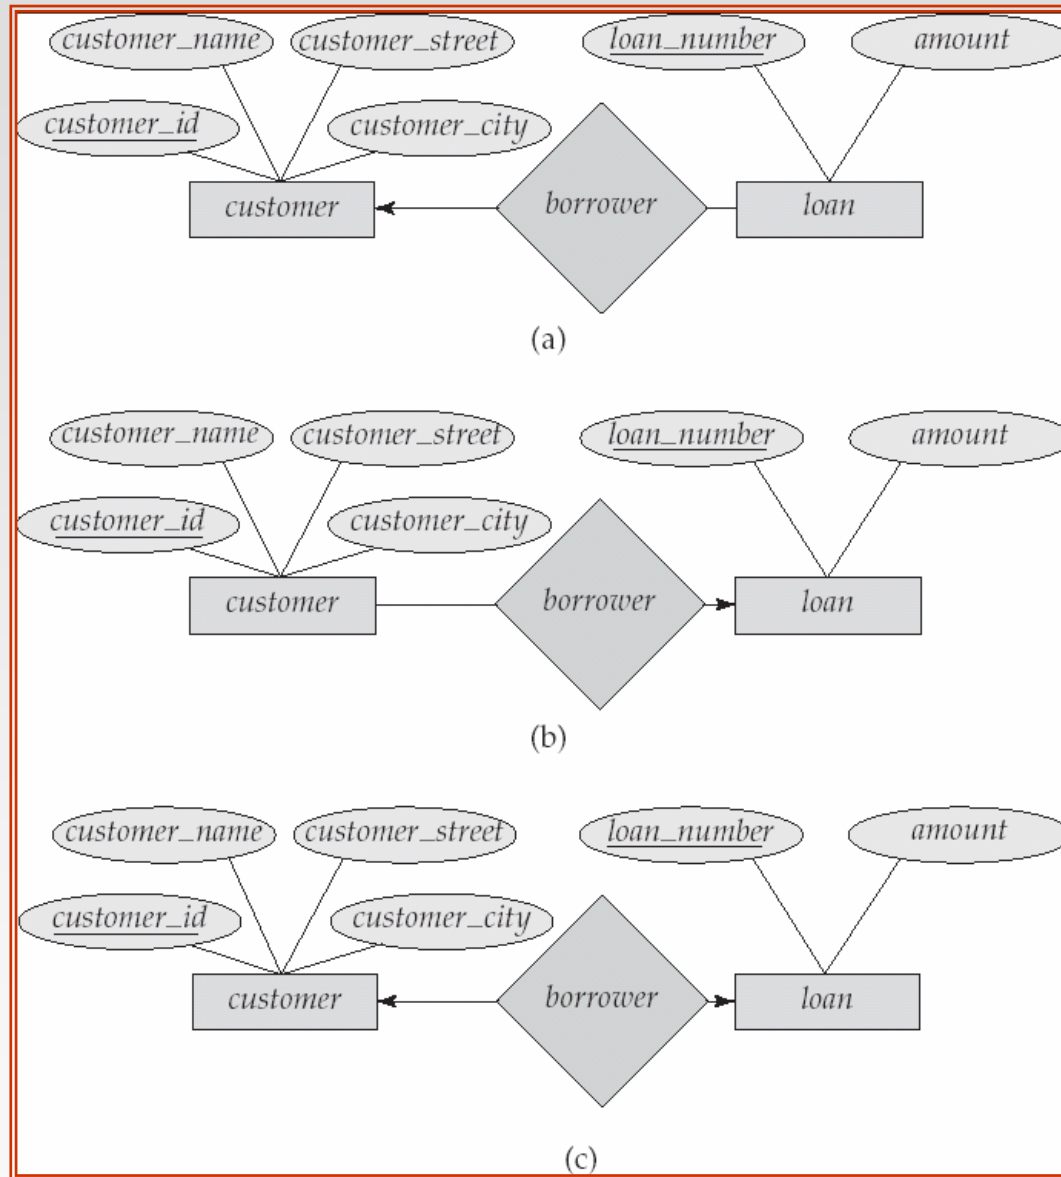 customer_name customer_street loan_number amount
customer_id customer_city
customer borrower loan
(a)
customer_name customer_street loan_number amount
customer_id customer_city
customer borrower loan
(b)
customer_name customer_street loan_number amount
customer_id customer_city
customer borrower loan
(c)